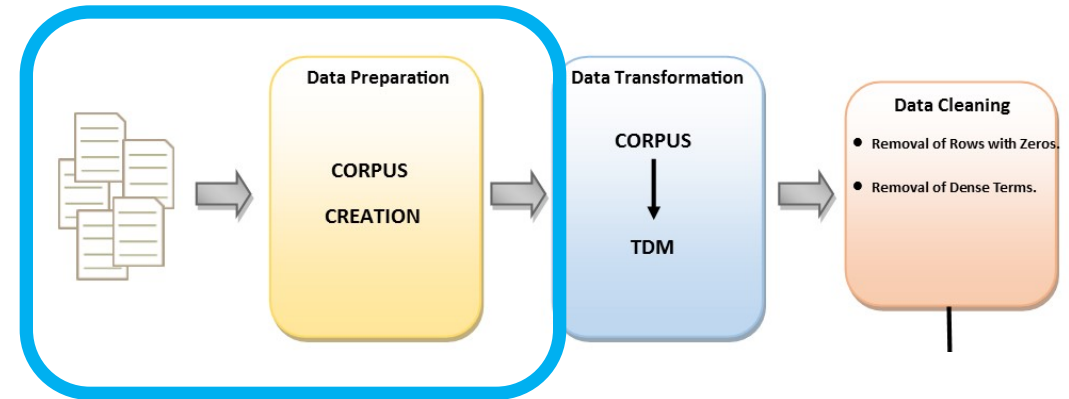 Data Preparation
CORPUS
CREATION
Data Transformation
CORPUS
TDM
Data Cleaning
● Removal of Rows with Zeros.
● Removal of Dense Terms.